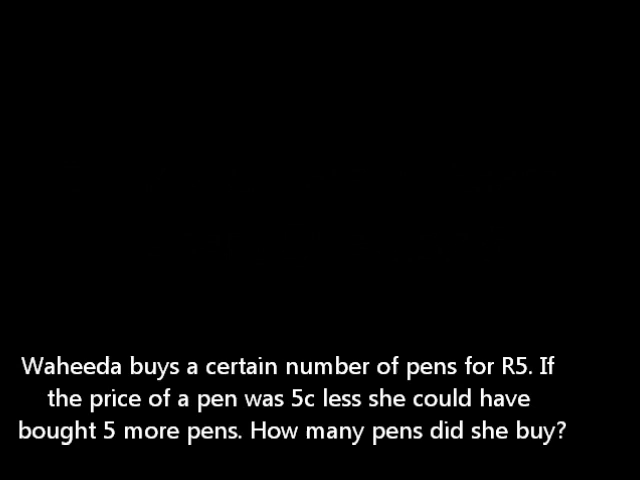 Waheeda buys a certain number of pens for R5. If
the price of a pen was 5c less she could have
bought 5 more pens. How many pens did she buy?